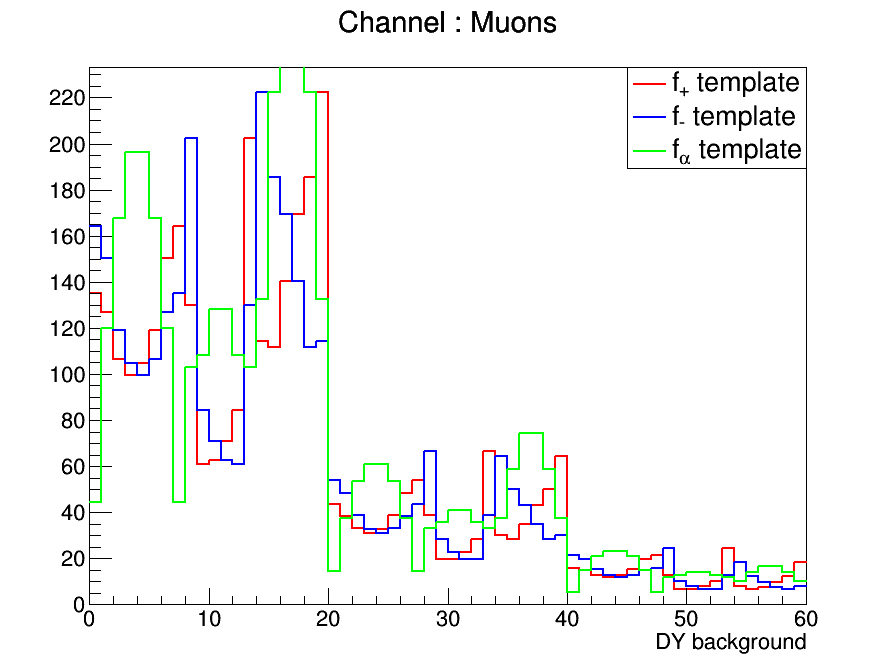 Channel : Muons
f+ template
f- template
fα template
220
200
180
160
140
120
100
80
60
40
20
0
0 10 20 30 40 50 60
DY background